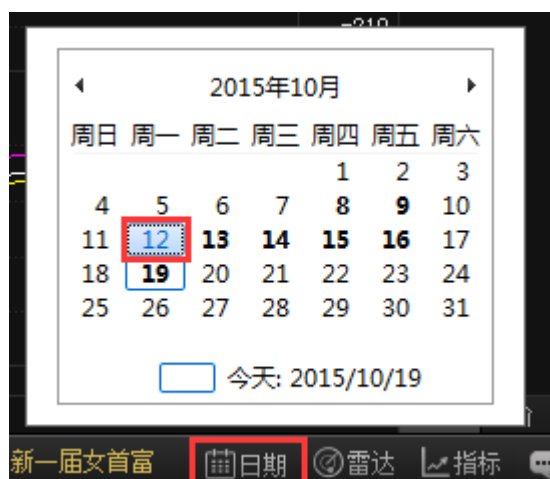 2015年10月
周日 周一 周二 周三 周四 周五 周六
1 2 3
4 5 6 7 8 9 10
11 12 13 14 15 16 17
18 19 20 21 22 23 24
25 26 27 28 29 30 31
今天: 2015/10/19
新一届女首富 日期 雷达 指标